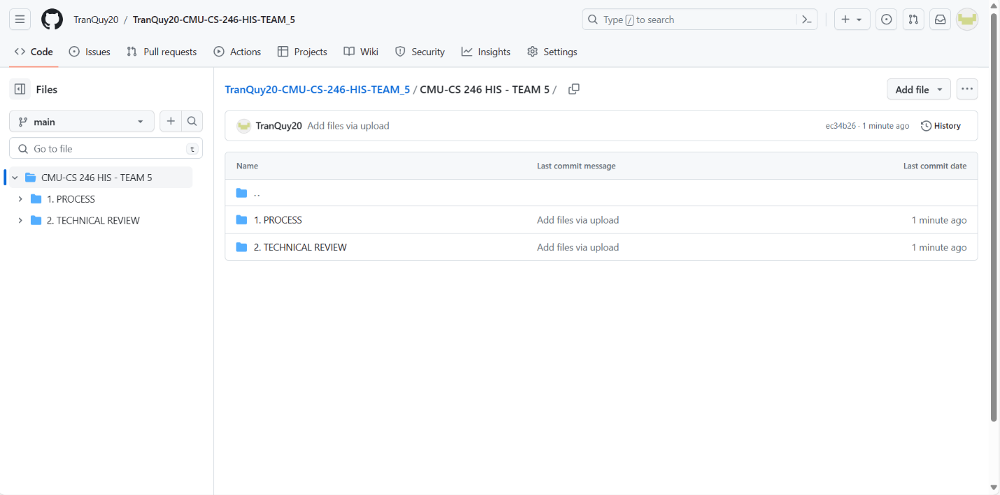 TranQuy20 / TranQuy20-CMU-CS-246-HIS-TEAM_5
Type / to search
Code Issues Pull requests Actions Projects Wiki Security Insights Settings
Files
main
Go to file
t
CMU-CS 246 HIS - TEAM 5
1. PROCESS
2. TECHNICAL REVIEW
TranQuy20-CMU-CS-246-HIS-TEAM_5 / CMU-CS 246 HIS - TEAM 5 /
Add file
TranQuy20 Add files via upload
ec34b26 · 1 minute ago
History
Name Last commit message Last commit date
..
1. PROCESS Add files via upload 1 minute ago
2. TECHNICAL REVIEW Add files via upload 1 minute ago